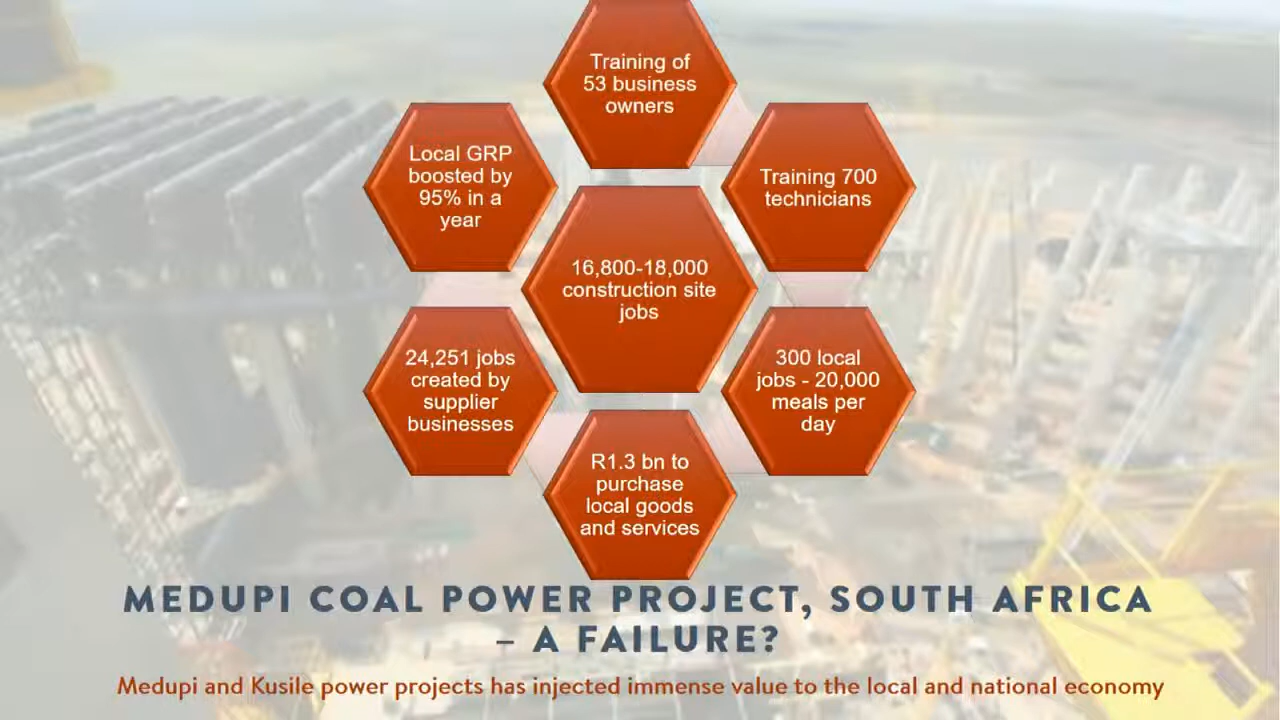 Training of
53 business
owners
Local GRP
boosted by
95% in a
year
Training 700
technicians
16,800-18,000
construction site
jobs
24,251 jobs
created by
supplier
businesses
300 local
jobs - 20,000
meals per
day
R1.3 bn to
purchase
local goods
and services
MEDUPI COAL POWER PROJECT, SOUTH AFRICA
– A FAILURE?
Medupi and Kusile power projects has injected immense value to the local and national economy